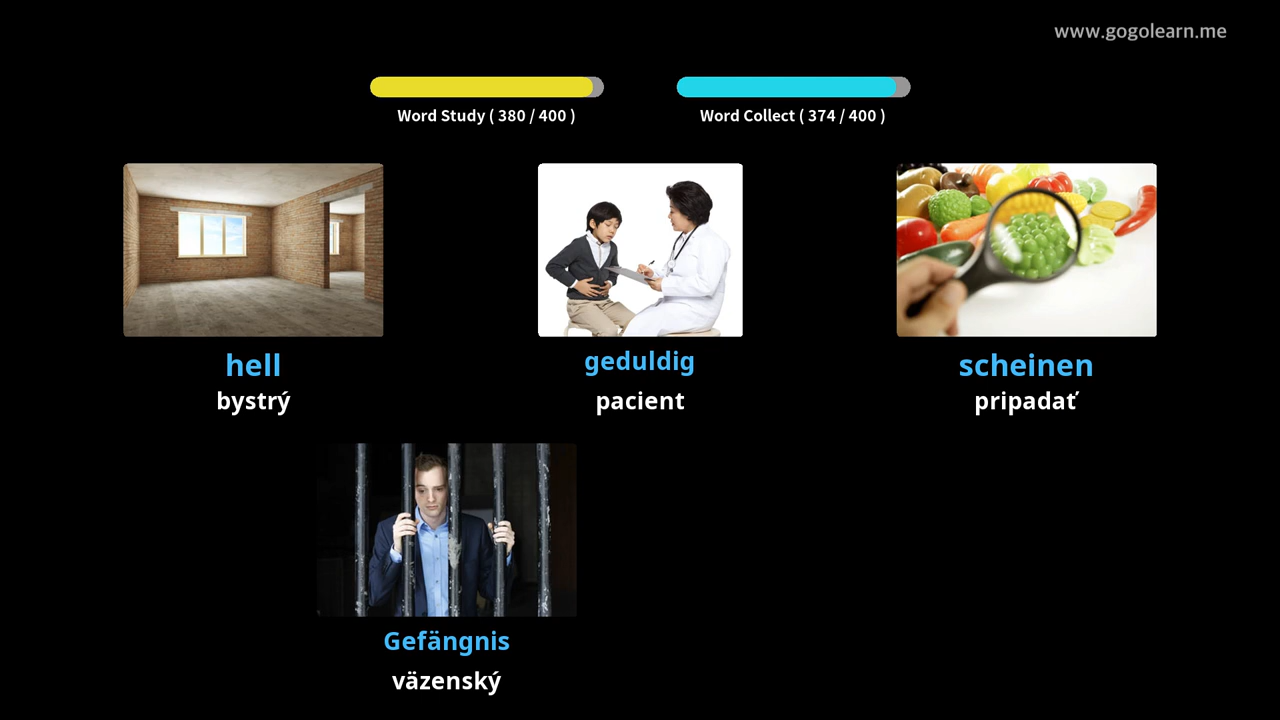 www.gogolearn.me
Word Study ( 380 / 400 )
Word Collect ( 374 / 400 )
hell
bystrý
geduldig
pacient
scheinen
pripadať
Gefängnis
väzenský